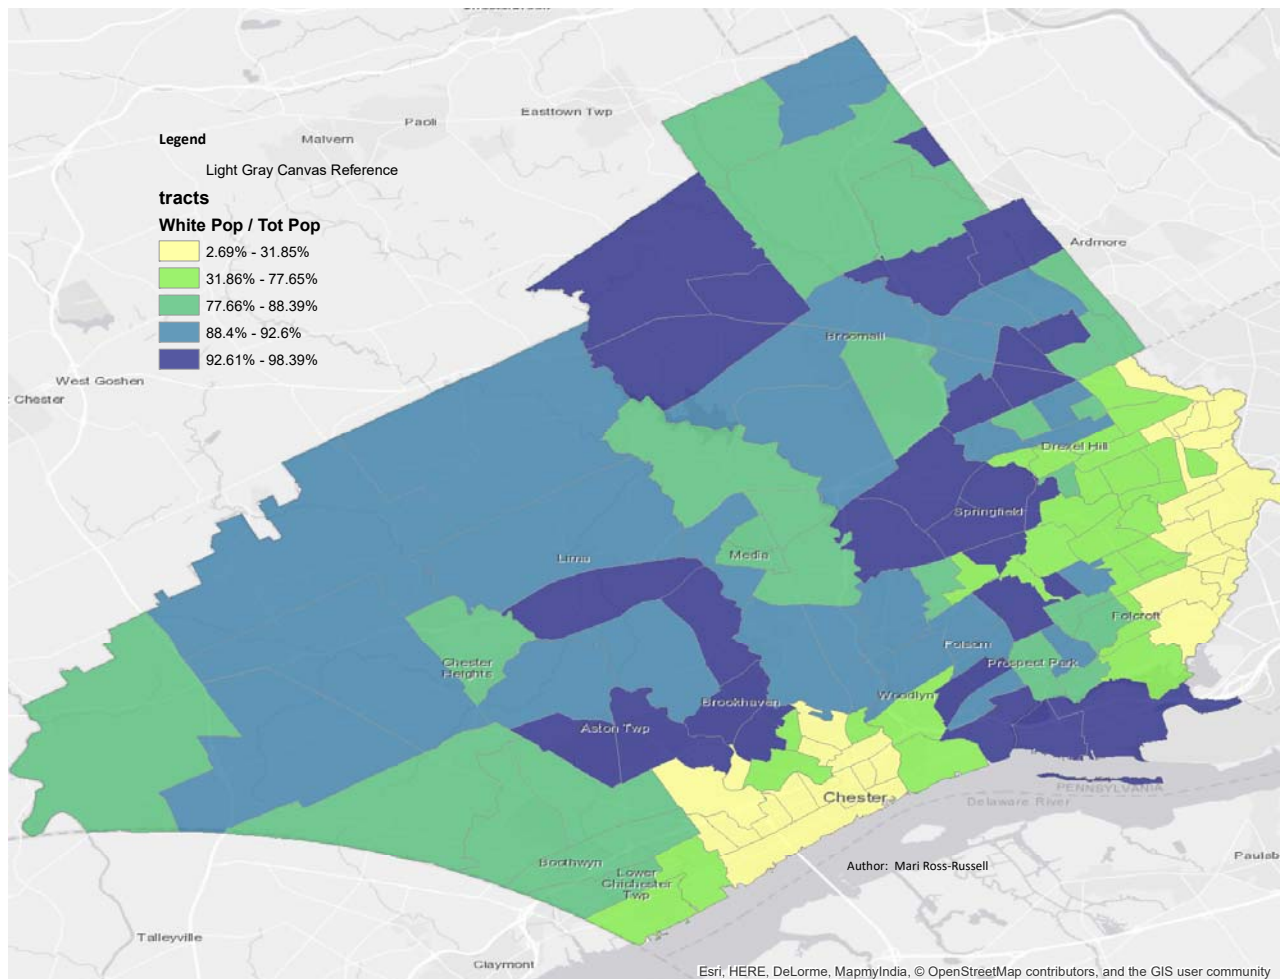 Easttown Twp
Paoli
Legend
Malvern
Light Gray Canvas Reference
tracts
White Pop / Tot Pop
2.69% - 31.85%
31.86% - 77.65%
77.66% - 88.39%
88.4% - 92.6%
92.61% - 98.39%
Ardmore
Broomall
West Goshen
: Chester
Drexel Hill
Springfield
Lima
Media
Folcroft
Folsom
Chester
Heights
Prospect Park
Woodlyn
Brookhaven
Aston Twp
PENNSYLVANIA
Chester
Delaware River
Boothwyn
Lower
Chichester
Twp
Author:  Mari Ross-Russell
Paulsb
Talleyville
Claymont
Esri, HERE, DeLorme, MapmyIndia, © OpenStreetMap contributors, and the GIS user community